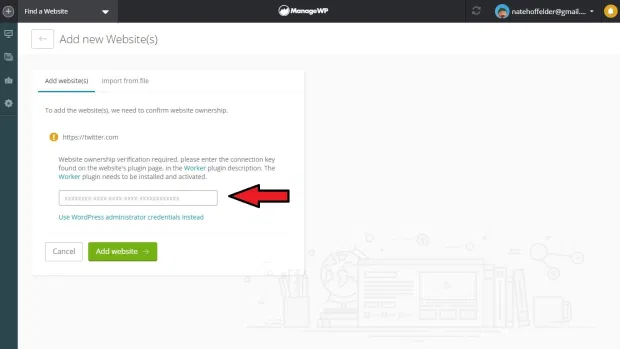 Find a Website
ManageWP
natehoffelder@gmail....
Add new Website(s)
Add website(s)
Import from file
To add the website(s), we need to confirm website ownership.
https://twitter.com
Website ownership verification required, please enter the connection key
found on the website's plugin page, in the Worker plugin description. The
Worker plugin needs to be installed and activated.
xxxxxxxx-xxxx-xxxx-xxxx-xxxxxxxxxxxx
Use WordPress administrator credentials instead
Cancel
Add website